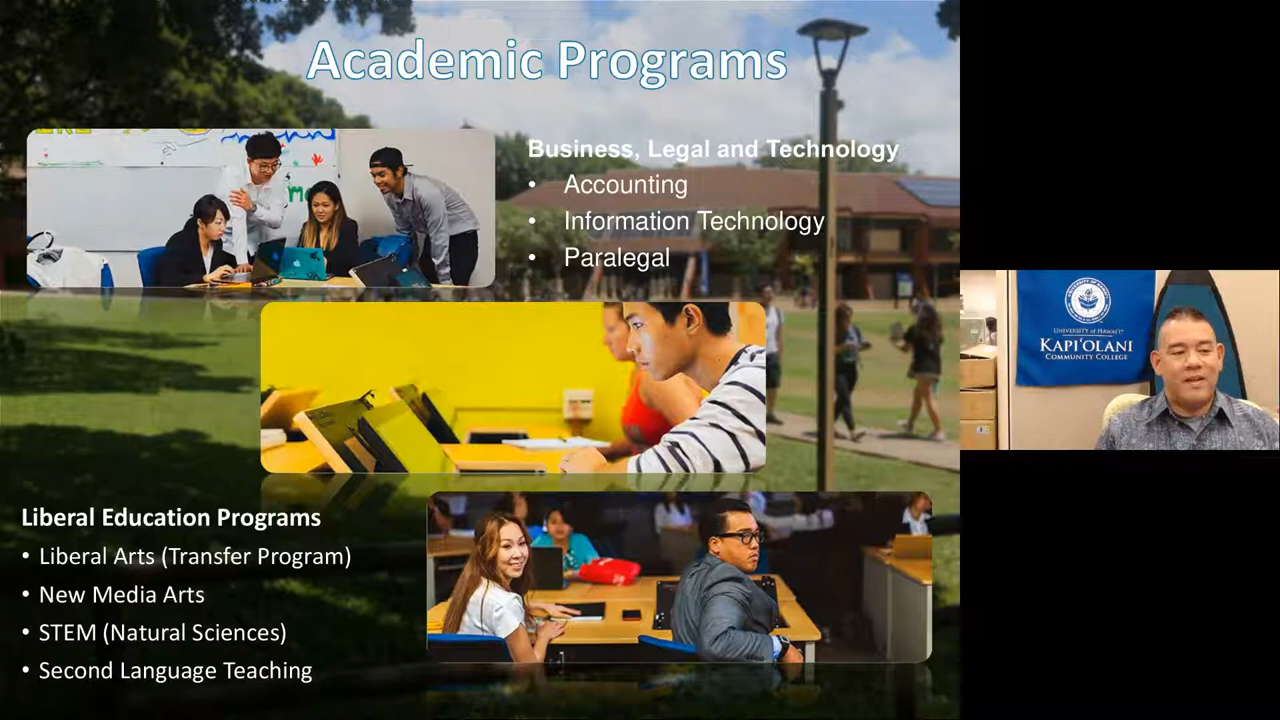 Academic Programs
Business, Legal and Technology
• Accounting
• Information Technology
• Paralegal
Liberal Education Programs
• Liberal Arts (Transfer Program)
• New Media Arts
• STEM (Natural Sciences)
• Second Language Teaching
UNIVERSITY of HAWAI'I
KAPI'OLANI
COMMUNITY COLLEGE